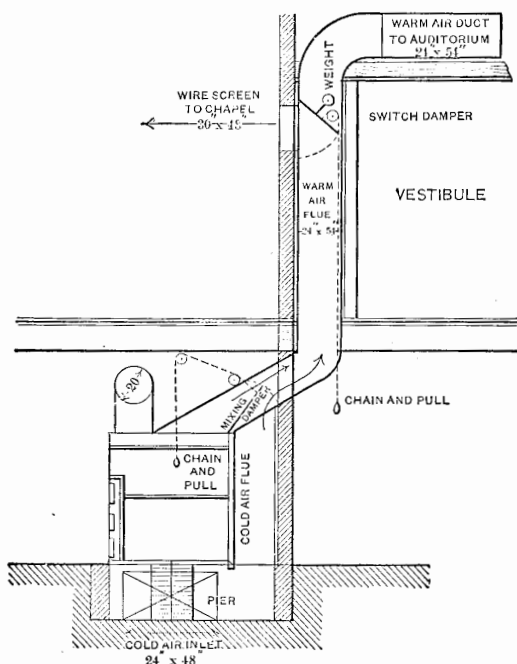 WARM AIR DUCT
TO AUDITORIUM
24" x 54"
WEIGHT
WIRE SCREEN
TO CHAPEL
30" x 48"
SWITCH DAMPER
WARM
AIR
FLUE
24" x 54"
VESTIBULE
20
MIXING
DAMPER
CHAIN AND PULL
CHAIN
AND
PULL
COLD AIR FLUE
PIER
COLD AIR INLET
24" x 48"